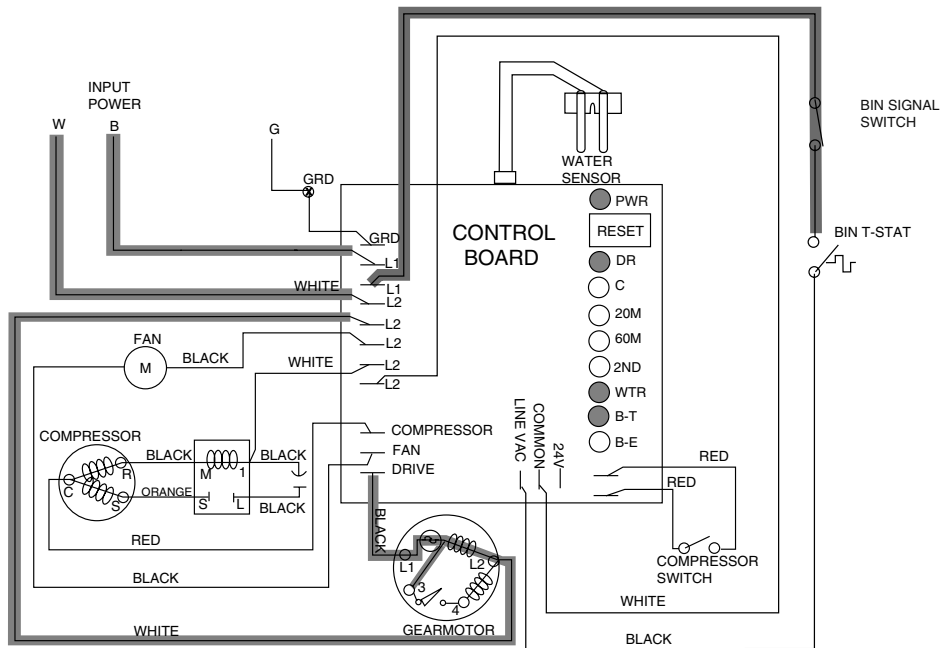 INPUT
POWER
W
B
G
GRD
BIN SIGNAL
SWITCH
WATER
SENSOR
PWR
RESET
CONTROL
BOARD
BIN T-STAT
GRD
L1
DR
WHITE
L1
C
L2
20M
L2
FAN
60M
L2
M
BLACK
WHITE
L2
2ND
L2
WTR
B-T
B-E
LINE VAC
COMMON
24V
COMPRESSOR
FAN
DRIVE
COMPRESSOR
R
BLACK
M
1
BLACK
C
S
ORANGE
S
L
BLACK
RED
RED
RED
BLACK
COMPRESSOR
SWITCH
L1
L2
3
4
BLACK
WHITE
WHITE
GEARMOTOR
BLACK